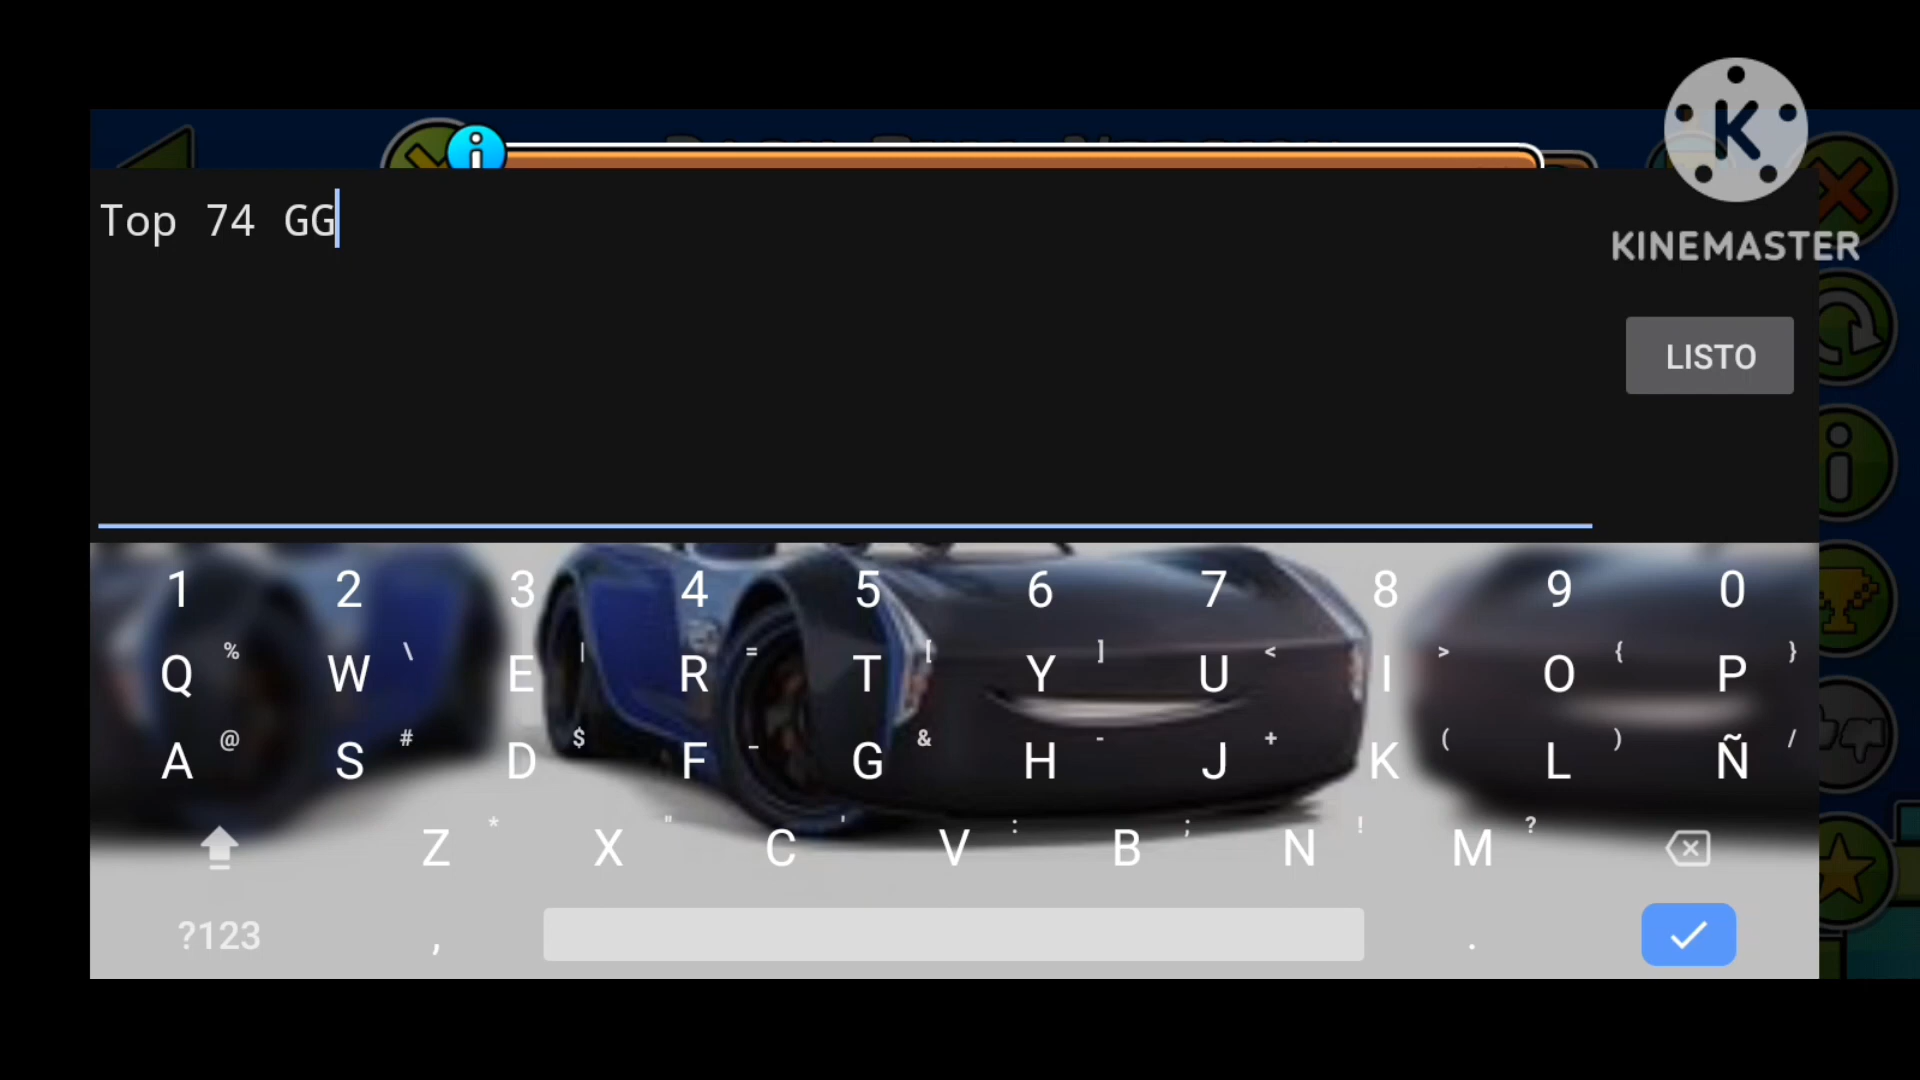 K
KINEMASTER
Top 74 GG
LISTO
1 2 3 4 5 6 7 8 9 0
Q % W \ E | R = T [ Y ] U < I > O { P }
A @ S # D $ F _ G & H - J + K ( L ) Ñ /
Z * X " C ' V : B ; N ! M ?
?123 , .